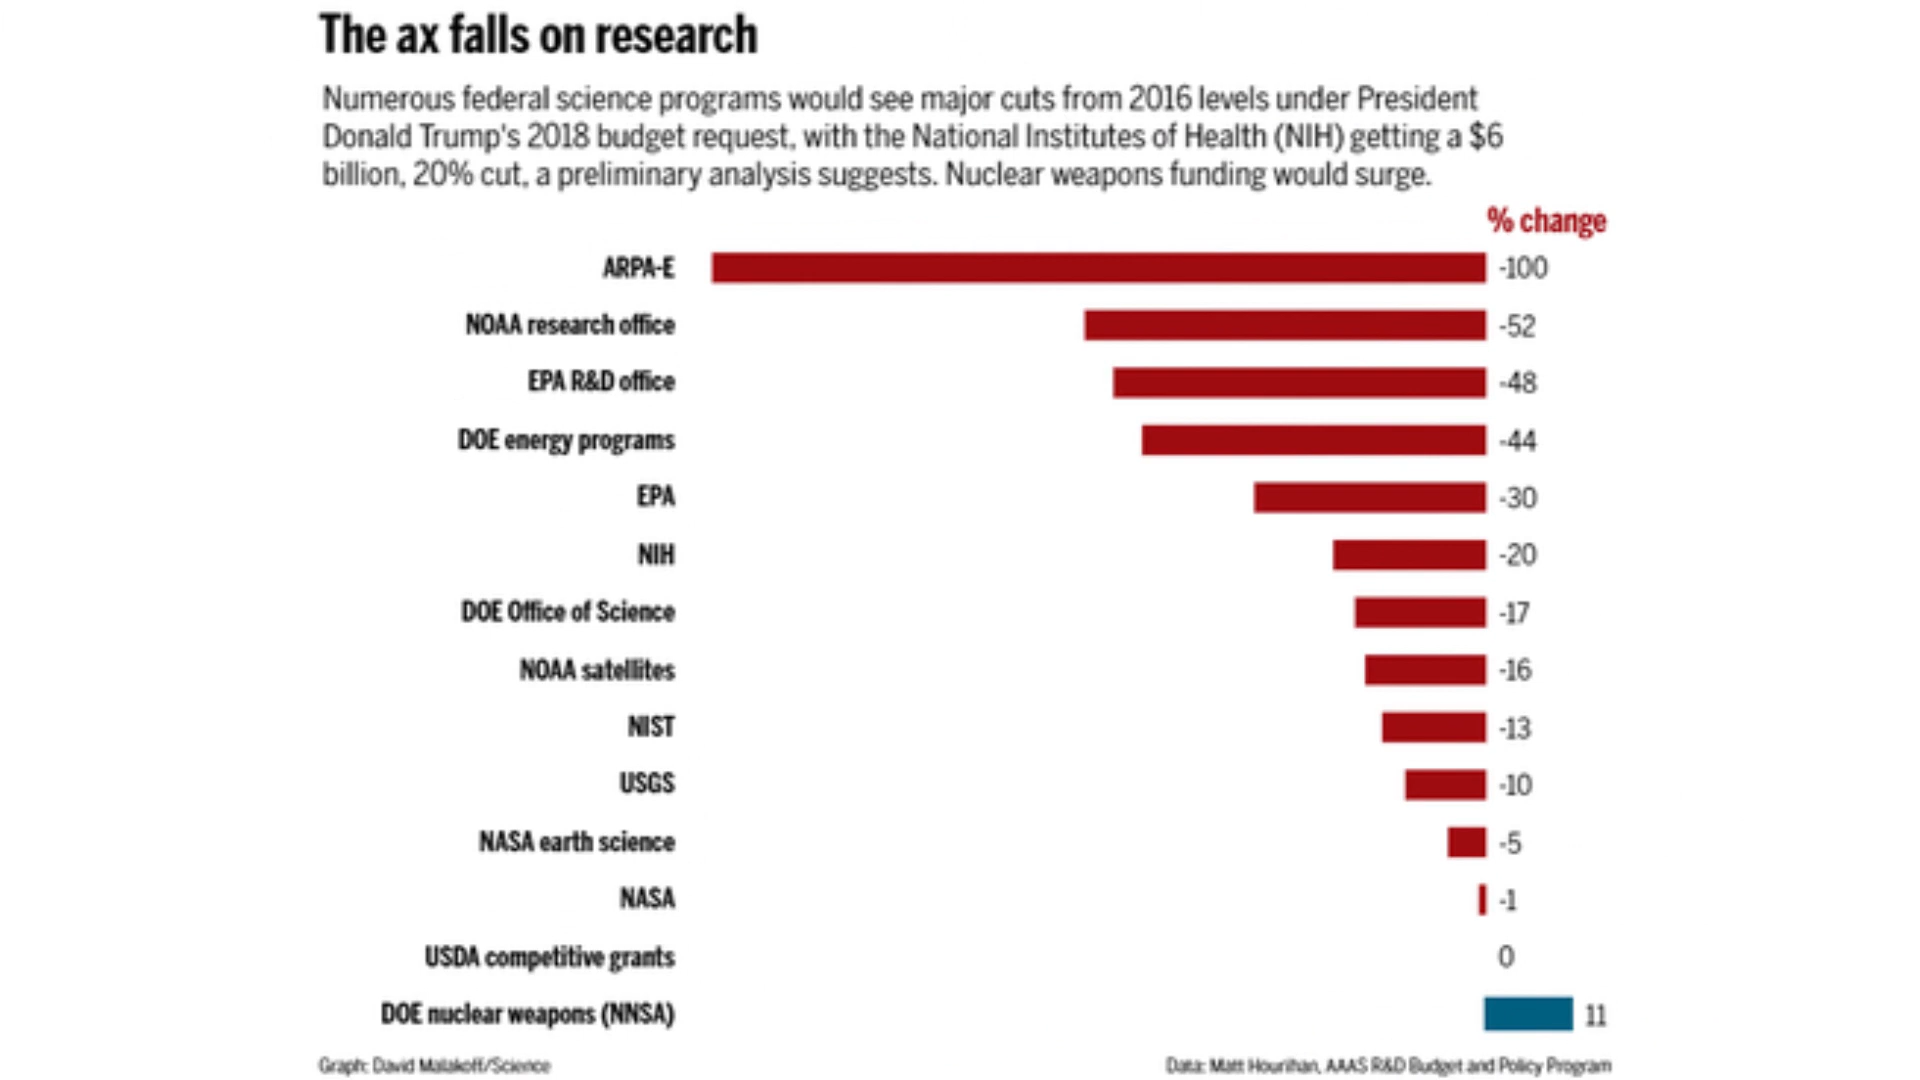 The ax falls on research
Numerous federal science programs would see major cuts from 2016 levels under President
Donald Trump's 2018 budget request, with the National Institutes of Health (NIH) getting a $6
billion, 20% cut, a preliminary analysis suggests. Nuclear weapons funding would surge.
% change
ARPA-E -100
NOAA research office -52
EPA R&D office -48
DOE energy programs -44
EPA -30
NIH -20
DOE Office of Science -17
NOAA satellites -16
NIST -13
USGS -10
NASA earth science -5
NASA -1
USDA competitive grants 0
DOE nuclear weapons (NNSA) 11
Graph: David Malakoff/Science Data: Matt Hourihan, AAAS R&D Budget and Policy Program